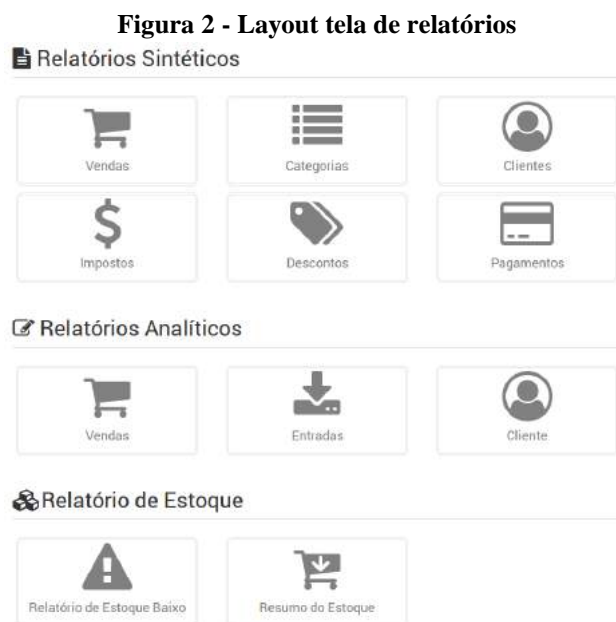 Figura 2 - Layout tela de relatórios
Relatórios Sintéticos
Vendas
Categorias
Clientes
Impostos
Descontos
Pagamentos
Relatórios Analíticos
Vendas
Entradas
Cliente
Relatório de Estoque
Relatório de Estoque Baixo
Resumo do Estoque